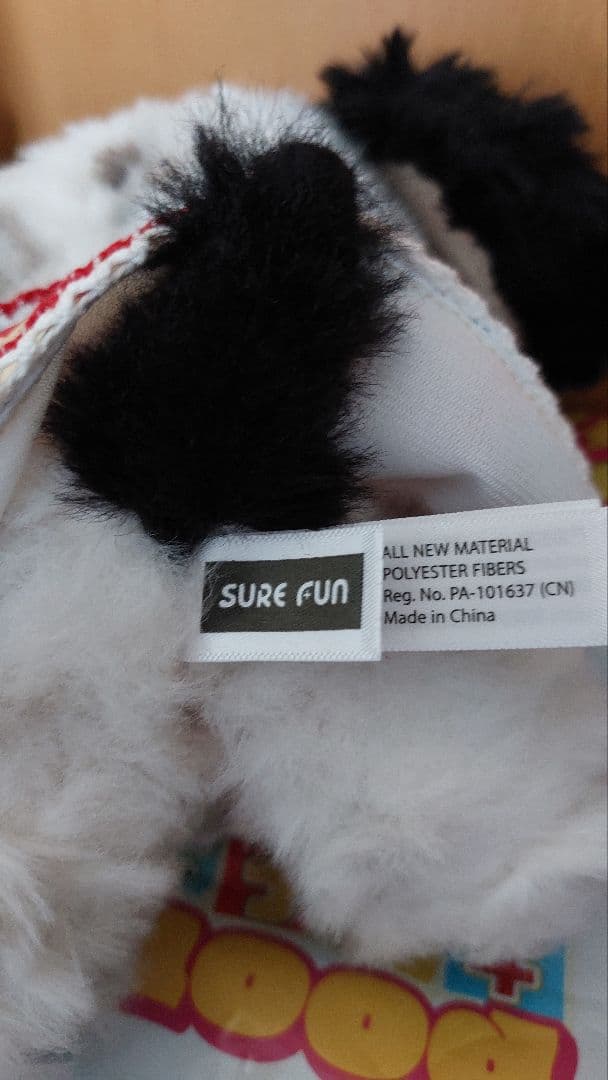 SURE FUN
ALL NEW MATERIAL
POLYESTER FIBERS
Reg. No. PA-101637 (CN)
Made in China